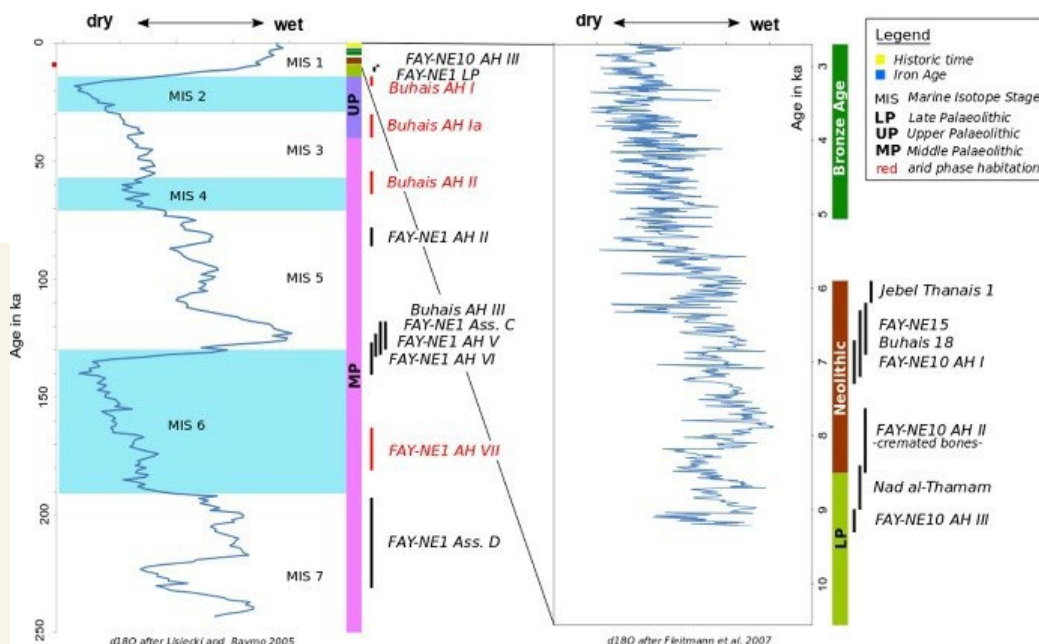 dry wet
0
50
100
150
200
250
Age in ka
MIS 1
MIS 2
MIS 3
MIS 4
MIS 5
MIS 6
MIS 7
UP
MP
FAY-NE10 AH III
FAY-NE1 LP
Buhais AH I
Buhais AH Ia
Buhais AH II
FAY-NE1 AH II
Buhais AH III
FAY-NE1 Ass. C
FAY-NE1 AH V
FAY-NE1 AH VI
FAY-NE1 AH VII
FAY-NE1 Ass. D
d18O after Lisiecki and Raymo 2005
dry wet
Age in ka
3
4
5
6
7
8
9
10
Bronze Age
Neolithic
LP
Jebel Thanais 1
FAY-NE15
Buhais 18
FAY-NE10 AH I
FAY-NE10 AH II
-cremated bones-
Nad al-Thamam
FAY-NE10 AH III
d18O after Fleitmann et al. 2007
Legend
Historic time
Iron Age
MIS Marine Isotope Stage
LP Late Palaeolithic
UP Upper Palaeolithic
MP Middle Palaeolithic
red arid phase habitation